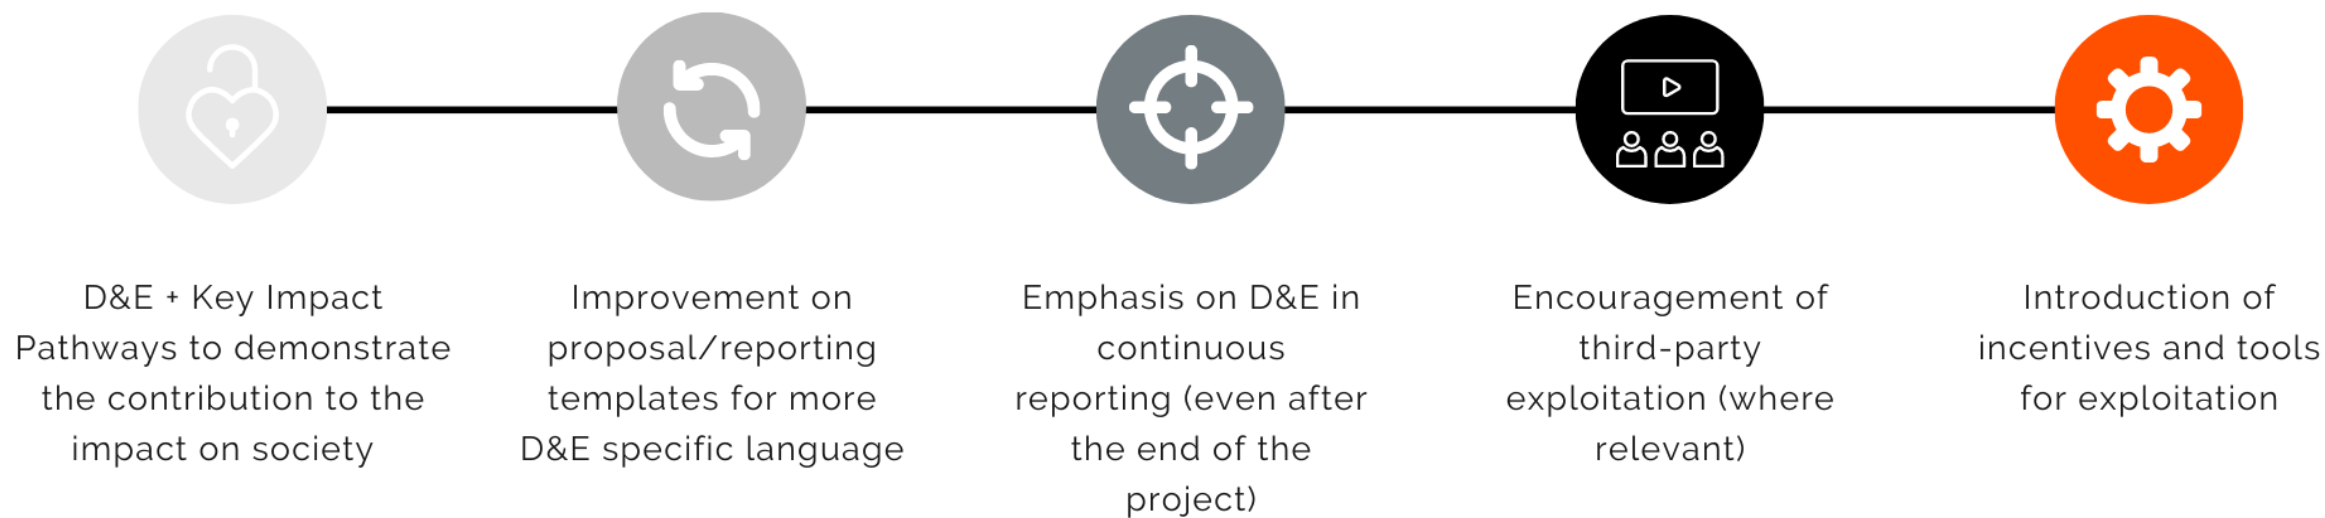 D&E + Key Impact
Pathways to demonstrate
the contribution to the
impact on society
Improvement on
proposal/reporting
templates for more
D&E specific language
Emphasis on D&E in
continuous
reporting (even after
the end of the
project)
Encouragement of
third-party
exploitation (where
relevant)
Introduction of
incentives and tools
for exploitation